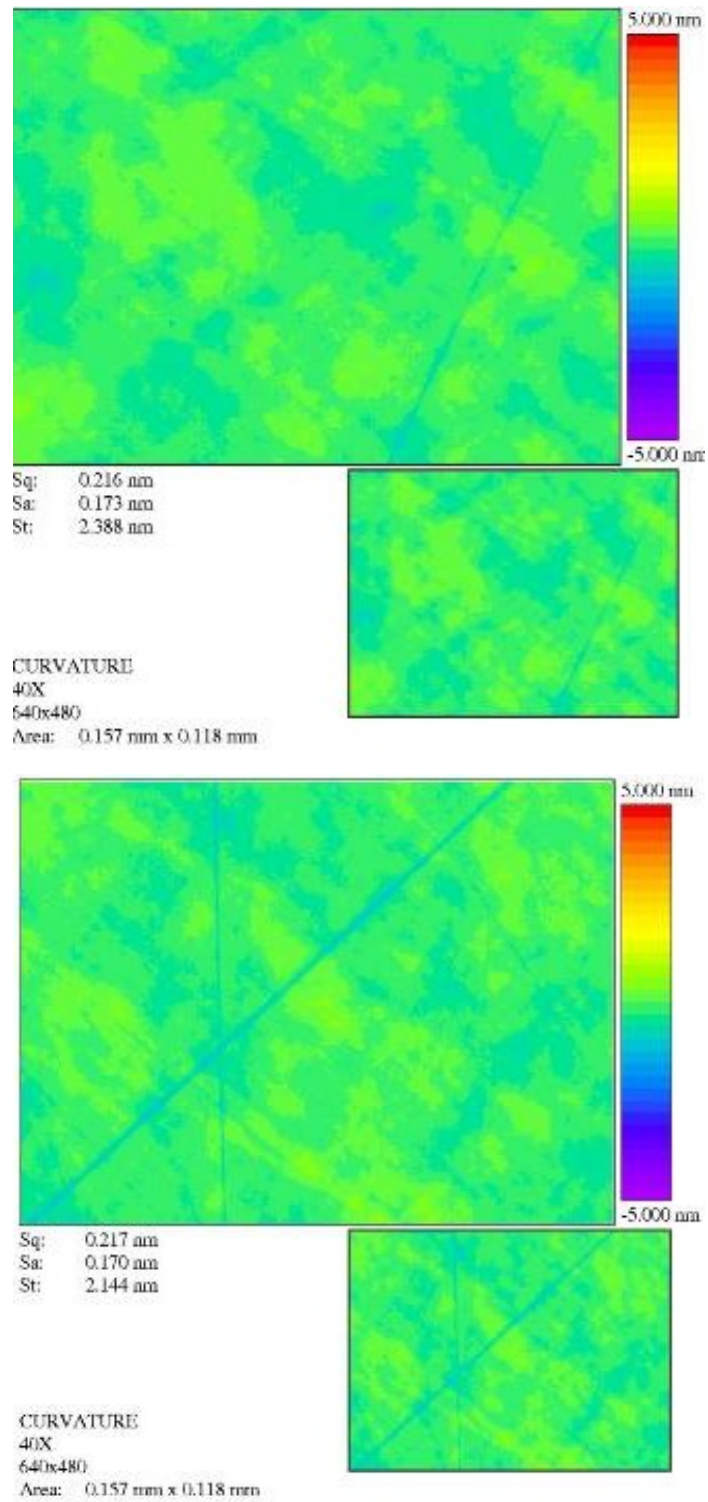 5.000 nm
-5.000 nm
Sq: 0.216 nm
Sa: 0.173 nm
St: 2.388 nm
CURVATURE
40X
640x480
Area: 0.157 mm x 0.118 mm
5.000 nm
-5.000 nm
Sq: 0.217 nm
Sa: 0.170 nm
St: 2.144 nm
CURVATURE
40X
640x480
Area: 0.157 mm x 0.118 mm